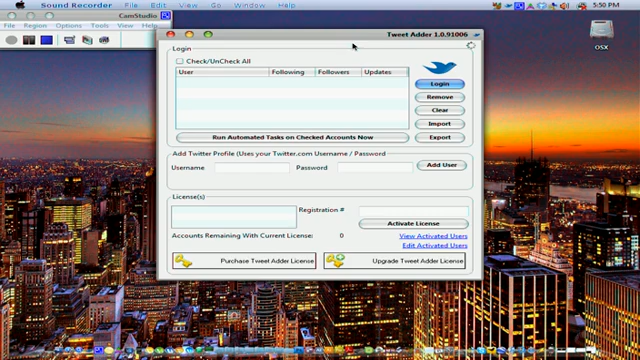 Sound Recorder File Edit View Go Window Help
5:50 PM
CamStudio
File Region Options Tools Effects View Help
Tweet Adder 1.0.91006
osx
Login
Check/UnCheck All
User Following Followers Updates
Login
Remove
Clear
Import
Export
Run Automated Tasks on Checked Accounts Now
Add Twitter Profile (Uses your Twitter.com Username / Password)
Username Password Add User
License(s)
Registration #
Activate License
Accounts Remaining With Current License: 0 View Activated Users
Edit Activated Users
Purchase Tweet Adder License Upgrade Tweet Adder License